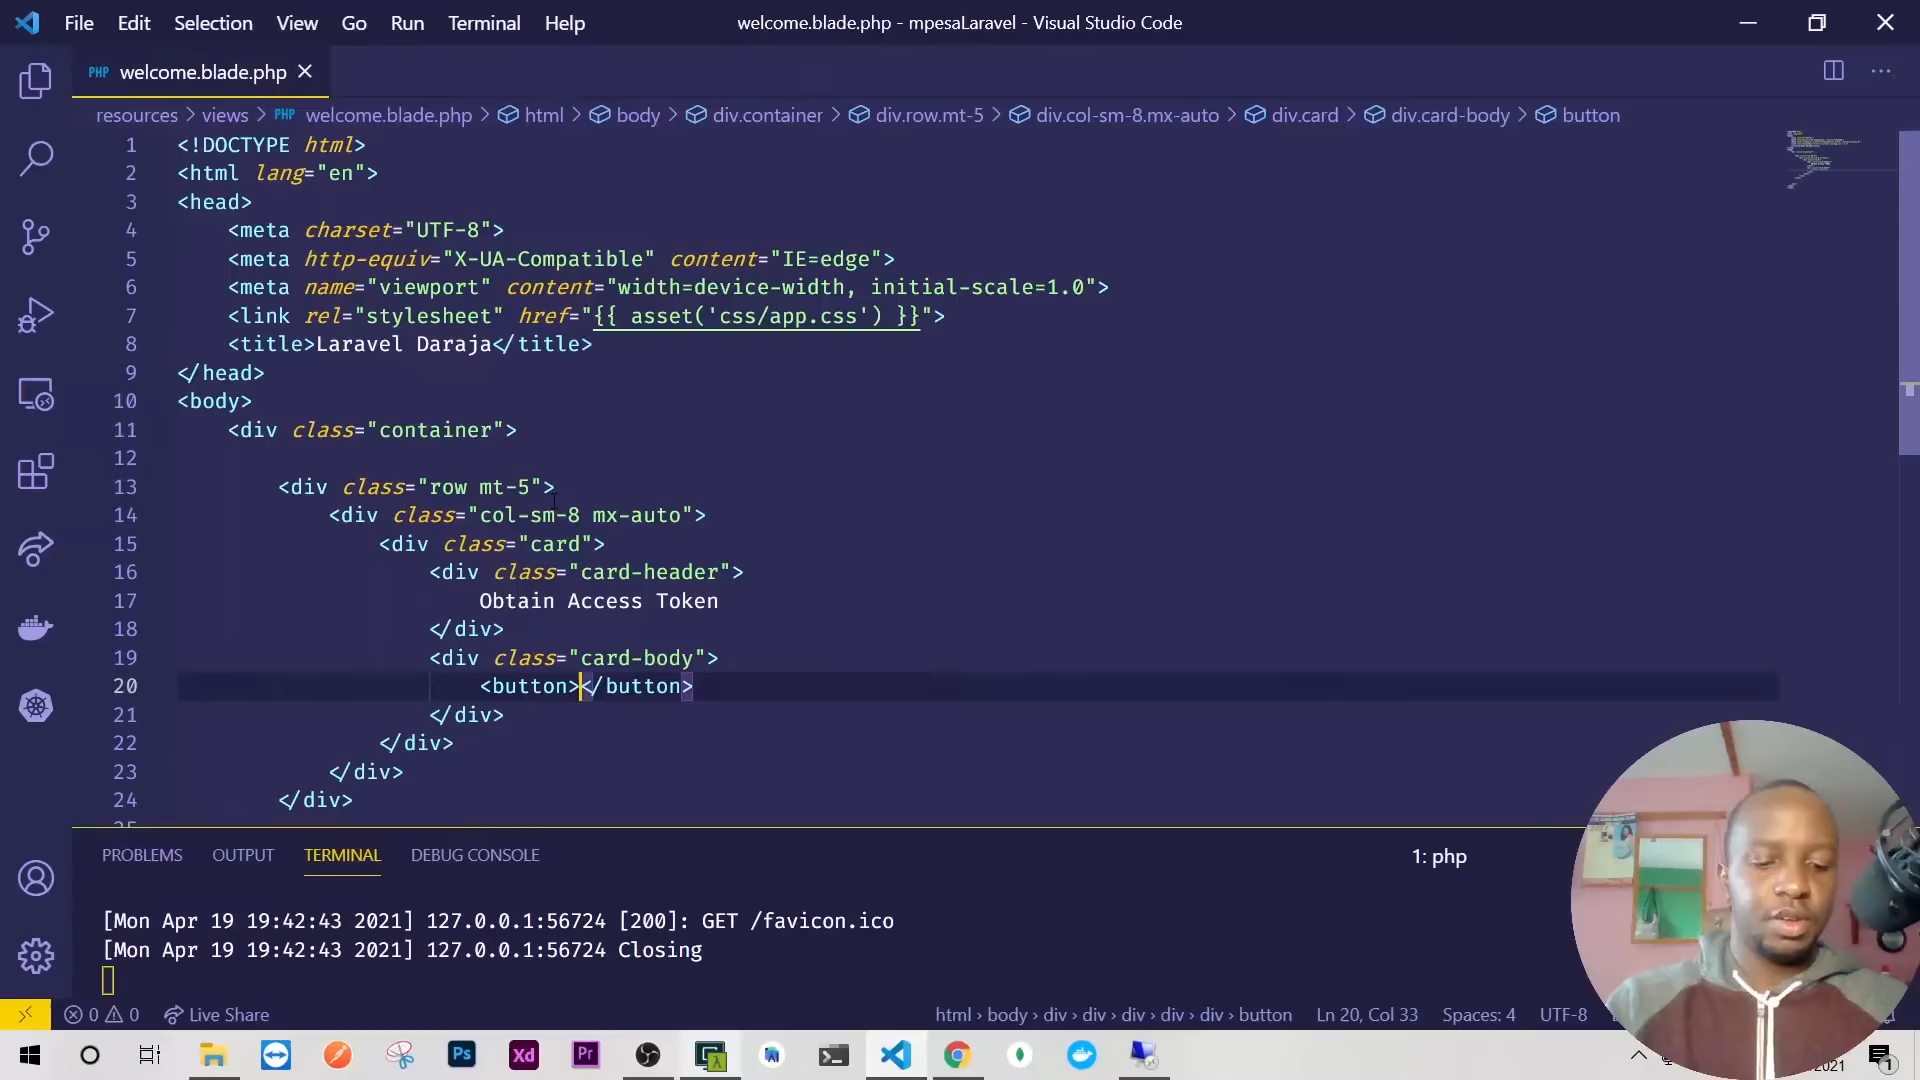 File Edit Selection View Go Run Terminal Help welcome.blade.php - mpesaLaravel - Visual Studio Code
PHP welcome.blade.php
resources > views > PHP welcome.blade.php > html > body > div.container > div.row.mt-5 > div.col-sm-8.mx-auto > div.card > div.card-body > button
1 <!DOCTYPE html>
2 <html lang="en">
3 <head>
4 <meta charset="UTF-8">
5 <meta http-equiv="X-UA-Compatible" content="IE=edge">
6 <meta name="viewport" content="width=device-width, initial-scale=1.0">
7 <link rel="stylesheet" href="{{ asset('css/app.css') }}">
8 <title>Laravel Daraja</title>
9 </head>
10 <body>
11 <div class="container">
12
13 <div class="row mt-5">
14 <div class="col-sm-8 mx-auto">
15 <div class="card">
16 <div class="card-header">
17 Obtain Access Token
18 </div>
19 <div class="card-body">
20 <button></button>
21 </div>
22 </div>
23 </div>
24 </div>
PROBLEMS OUTPUT TERMINAL DEBUG CONSOLE 1: php
[Mon Apr 19 19:42:43 2021] 127.0.0.1:56724 [200]: GET /favicon.ico
[Mon Apr 19 19:42:43 2021] 127.0.0.1:56724 Closing
0 0 Live Share html > body > div > div > div > div > div > button Ln 20, Col 33 Spaces: 4 UTF-8
Ps Xd Pr 2021 1